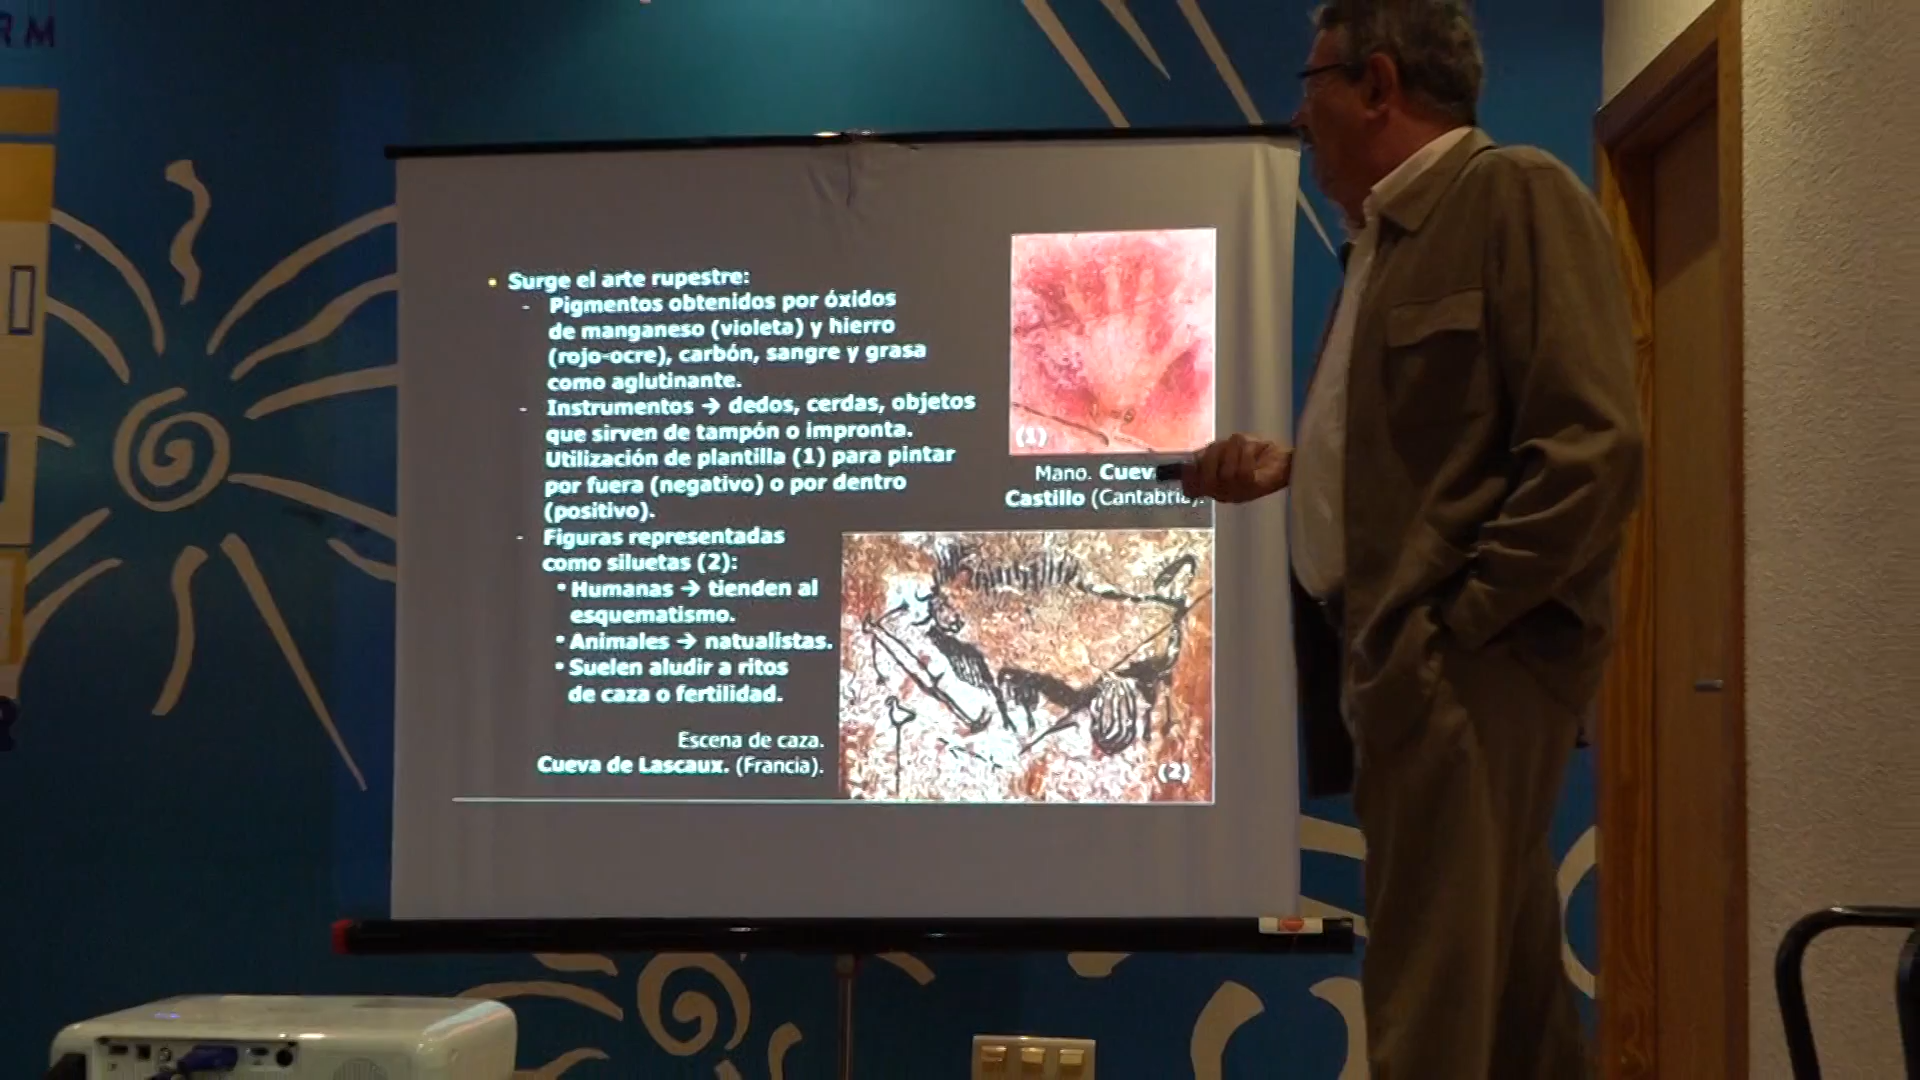 RM
• Surge el arte rupestre:
- Pigmentos obtenidos por óxidos
de manganeso (violeta) y hierro
(rojo-ocre), carbón, sangre y grasa
como aglutinante.
- Instrumentos → dedos, cerdas, objetos
que sirven de tampón o impronta.
Utilización de plantilla (1) para pintar
por fuera (negativo) o por dentro
(positivo).
- Figuras representadas
como siluetas (2):
• Humanas → tienden al
esquematismo.
• Animales → natualistas.
• Suelen aludir a ritos
de caza o fertilidad.
Escena de caza.
Cueva de Lascaux. (Francia).
(1)
Mano.
Castillo (Cantabria).
(2)